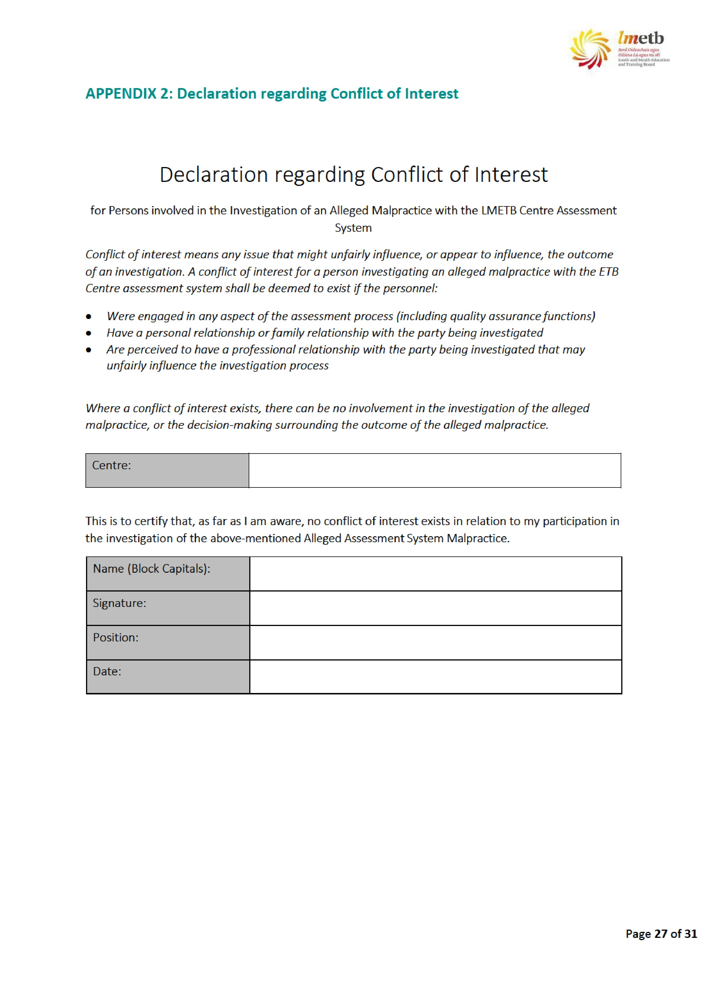 lmetb
Bord Oideachais agus
Oiliúna Lú agus na Mí
Louth and Meath Education
and Training Board
APPENDIX 2: Declaration regarding Conflict of Interest
Declaration regarding Conflict of Interest
for Persons involved in the Investigation of an Alleged Malpractice with the LMETB Centre Assessment
System
Conflict of interest means any issue that might unfairly influence, or appear to influence, the outcome
of an investigation. A conflict of interest for a person investigating an alleged malpractice with the ETB
Centre assessment system shall be deemed to exist if the personnel:
• Were engaged in any aspect of the assessment process (including quality assurance functions)
• Have a personal relationship or family relationship with the party being investigated
• Are perceived to have a professional relationship with the party being investigated that may
unfairly influence the investigation process
Where a conflict of interest exists, there can be no involvement in the investigation of the alleged
malpractice, or the decision-making surrounding the outcome of the alleged malpractice.
Centre:
This is to certify that, as far as I am aware, no conflict of interest exists in relation to my participation in
the investigation of the above-mentioned Alleged Assessment System Malpractice.
Name (Block Capitals):
Signature:
Position:
Date:
Page 27 of 31